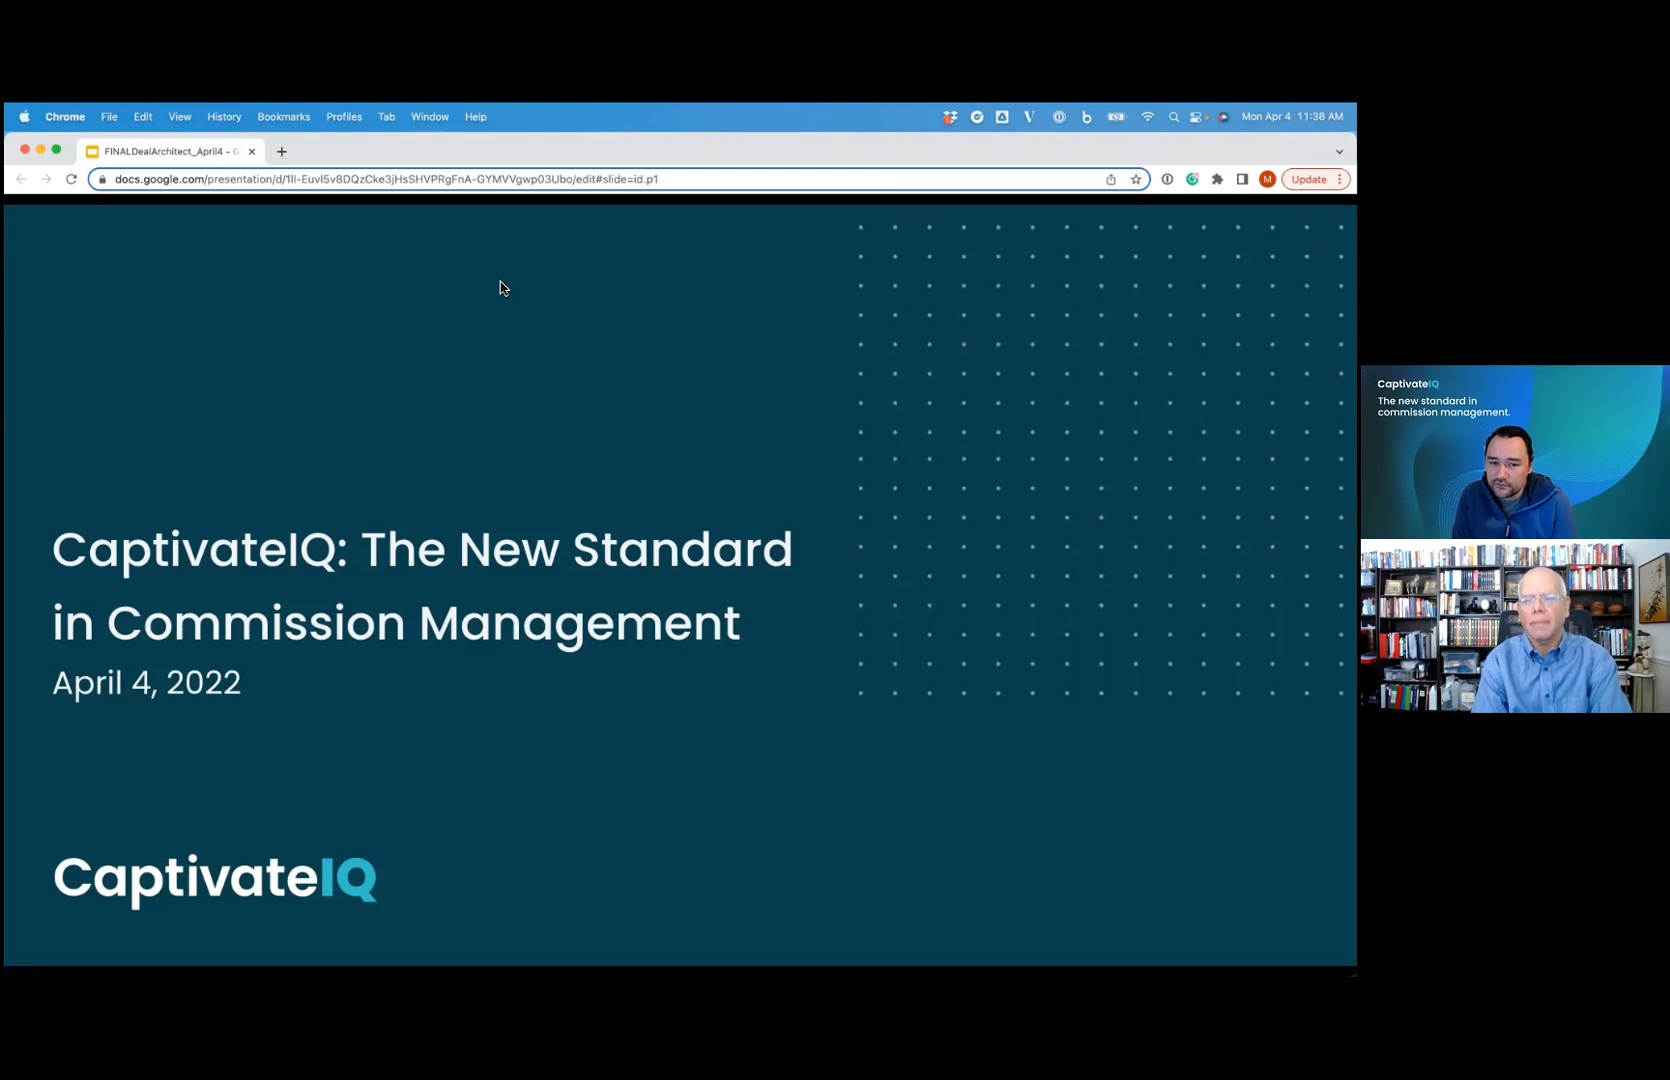 Chrome File Edit View History Bookmarks Profiles Tab Window Help Mon Apr 4 11:38 AM
FINALDealArchitect_April4 - G
docs.google.com/presentation/d/1Il-EuvI5v8DQzCke3jHsSHVPRgFnA-GYMVVgwp03Ubo/edit#slide=id.p1 M Update
CaptivateIQ: The New Standard
in Commission Management
April 4, 2022
CaptivateIQ
CaptivateIQ
The new standard in
commission management.